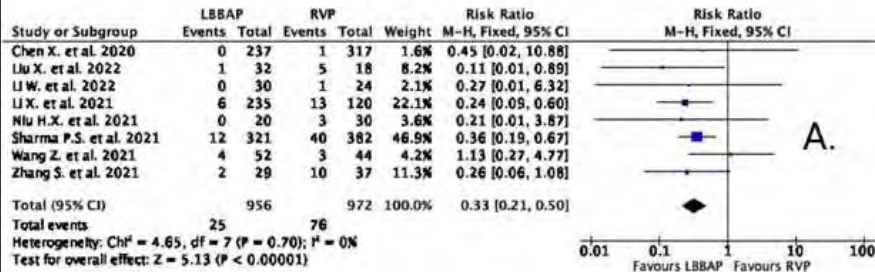 LBBAP RVP Risk Ratio Risk Ratio
Study or Subgroup Events Total Events Total Weight M-H, Fixed, 95% CI M-H, Fixed, 95% CI
Chen X. et al. 2020 0 237 1 317 1.6% 0.45 [0.02, 10.88]
Liu X. et al. 2022 1 32 5 18 8.2% 0.11 [0.01, 0.89]
Li W. et al. 2022 0 30 1 24 2.1% 0.27 [0.01, 6.32]
Li X. et al. 2021 6 235 13 120 22.1% 0.24 [0.09, 0.60]
Niu H.X. et al. 2021 0 20 3 30 3.6% 0.21 [0.01, 3.87]
Sharma P.S. et al. 2021 12 321 40 382 46.9% 0.36 [0.19, 0.67]
Wang Z. et al. 2021 4 52 3 44 4.2% 1.13 [0.27, 4.77]
Zhang S. et al. 2021 2 29 10 37 11.3% 0.26 [0.06, 1.08]
A.
Total (95% CI) 956 972 100.0% 0.33 [0.21, 0.50]
Total events 25 76
Heterogeneity: Chi² = 4.65, df = 7 (P = 0.70); I² = 0%
Test for overall effect: Z = 5.13 (P < 0.00001)
0.01 0.1 1 10 100
Favours LBBAP Favours RVP